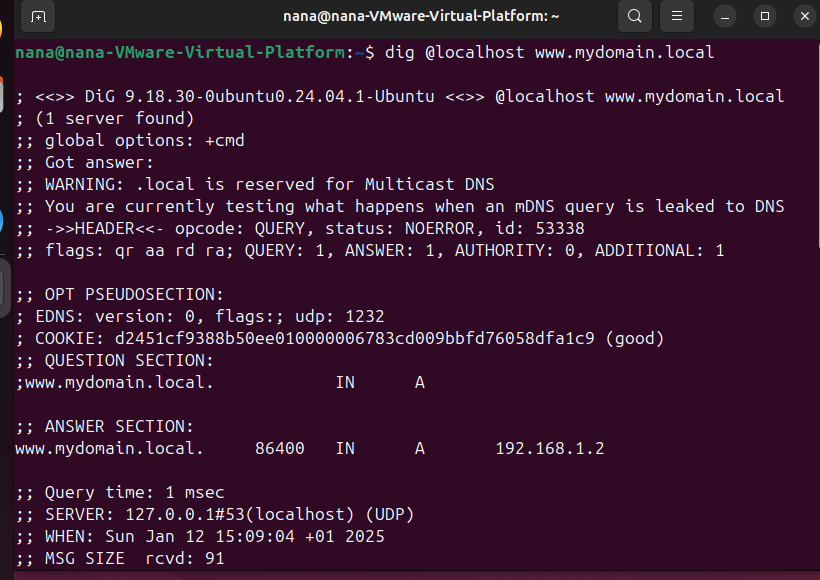 nana@nana-VMware-Virtual-Platform: ~
nana@nana-VMware-Virtual-Platform:~$ dig @localhost www.mydomain.local
; <<>> DiG 9.18.30-0ubuntu0.24.04.1-Ubuntu <<>> @localhost www.mydomain.local
; (1 server found)
;; global options: +cmd
;; Got answer:
;; WARNING: .local is reserved for Multicast DNS
;; You are currently testing what happens when an mDNS query is leaked to DNS
;; ->>HEADER<<- opcode: QUERY, status: NOERROR, id: 53338
;; flags: qr aa rd ra; QUERY: 1, ANSWER: 1, AUTHORITY: 0, ADDITIONAL: 1
;; OPT PSEUDOSECTION:
; EDNS: version: 0, flags:; udp: 1232
; COOKIE: d2451cf9388b50ee010000006783cd009bbfd76058dfa1c9 (good)
;; QUESTION SECTION:
;www.mydomain.local. IN A
;; ANSWER SECTION:
www.mydomain.local. 86400 IN A 192.168.1.2
;; Query time: 1 msec
;; SERVER: 127.0.0.1#53(localhost) (UDP)
;; WHEN: Sun Jan 12 15:09:04 +01 2025
;; MSG SIZE  rcvd: 91